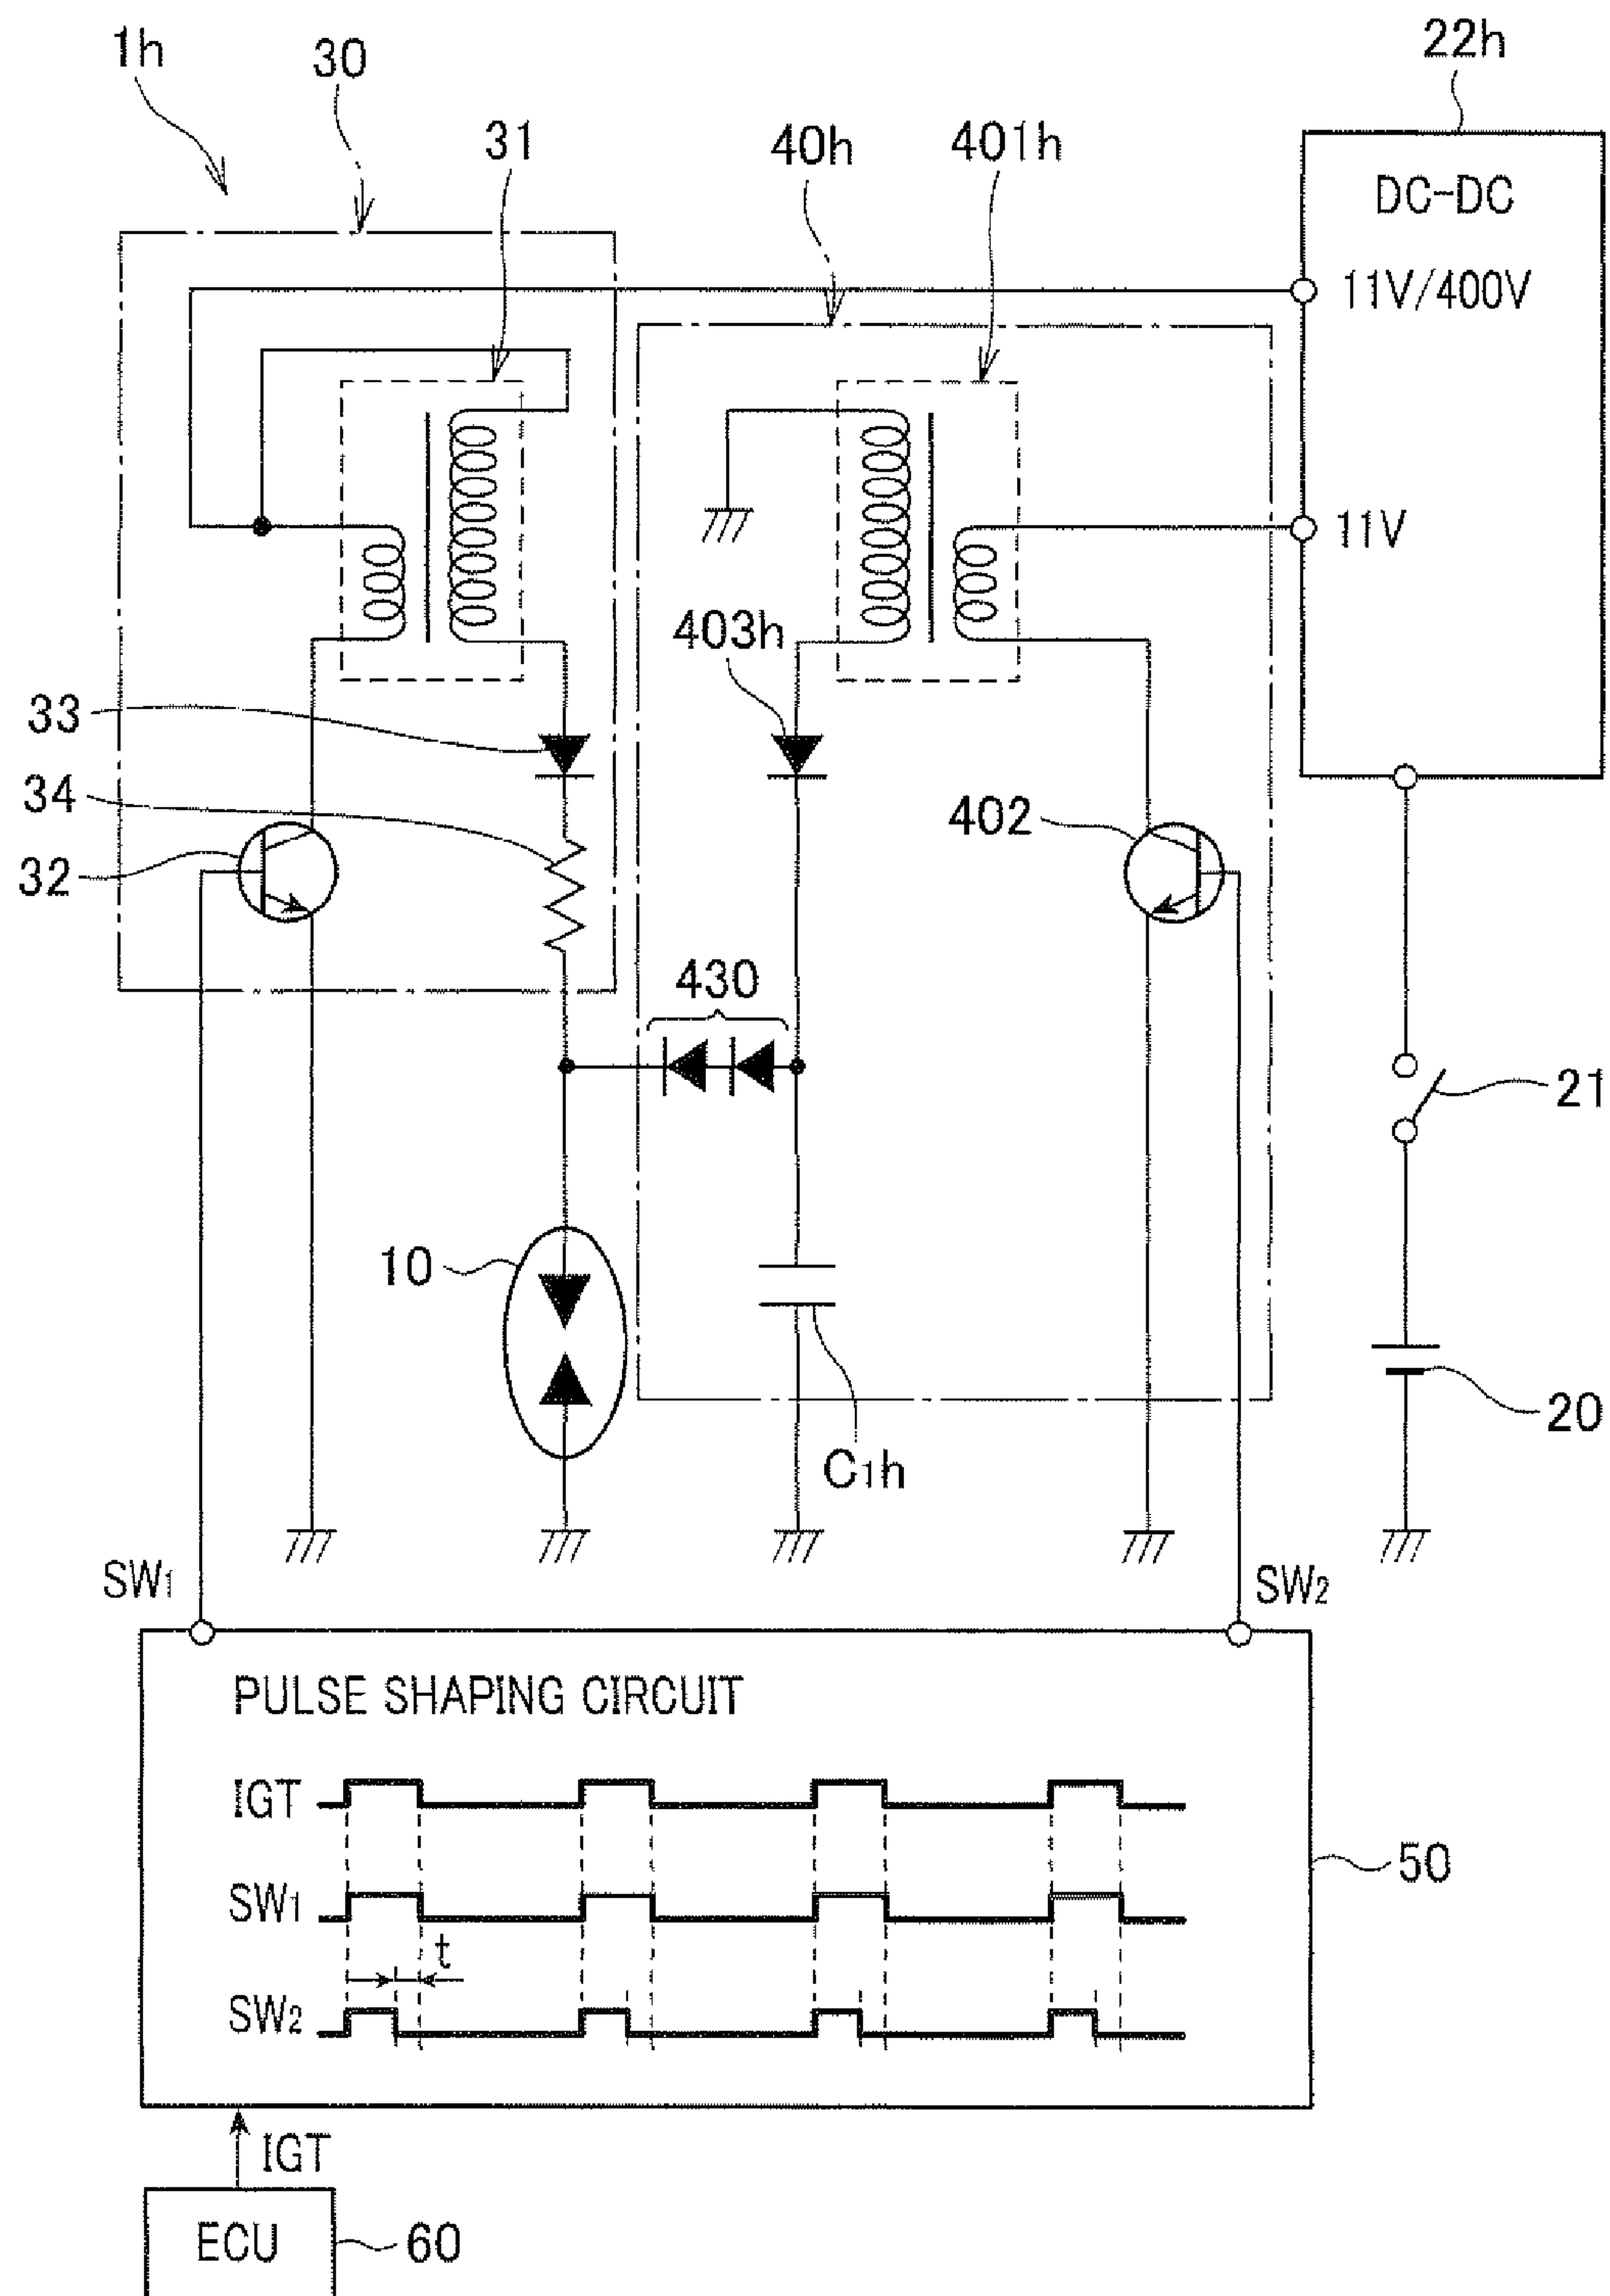 1h
30
22h
31
40h
401h
DC-DC
11V/400V
11V
403h
33
34
402
32
430
21
10
20
C1h
SW1
SW2
PULSE SHAPING CIRCUIT
IGT
50
SW1
t
SW2
IGT
ECU
60